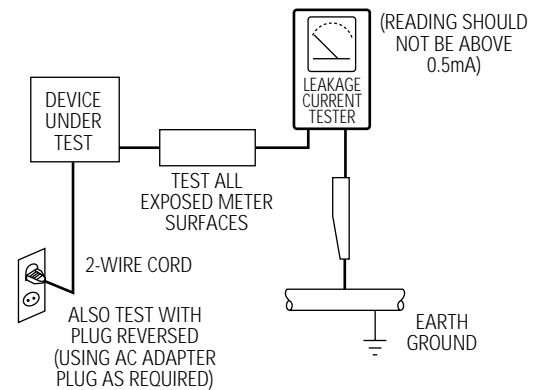 (READING SHOULD
NOT BE ABOVE
0.5mA)
LEAKAGE
CURRENT
TESTER
DEVICE
UNDER
TEST
TEST ALL
EXPOSED METER
SURFACES
2-WIRE CORD
ALSO TEST WITH
PLUG REVERSED
(USING AC ADAPTER
PLUG AS REQUIRED)
EARTH
GROUND